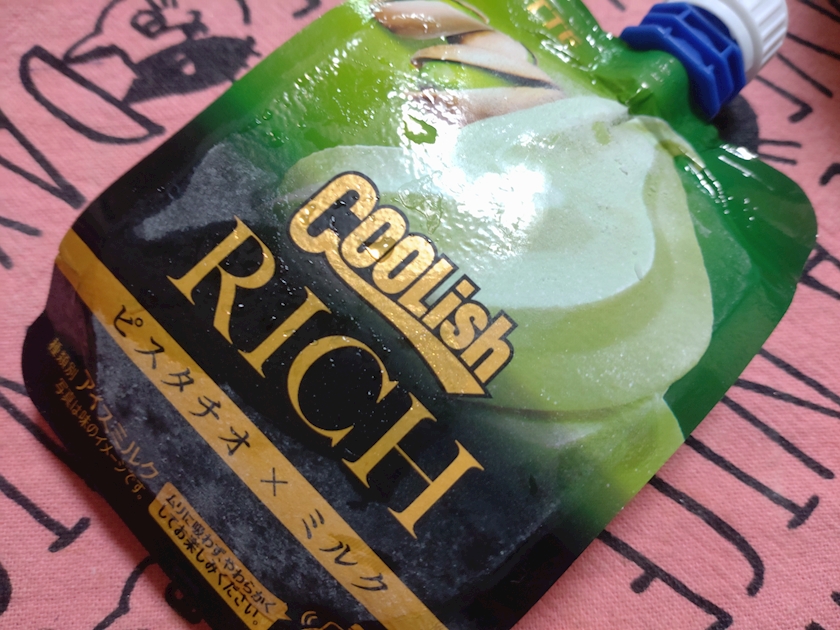 COOLish
RICH
ピスタチオ×ミルク
種類別 アイスミルク
写真は味のイメージです。
ムリに吸わずやわらかく
してお楽しみください。